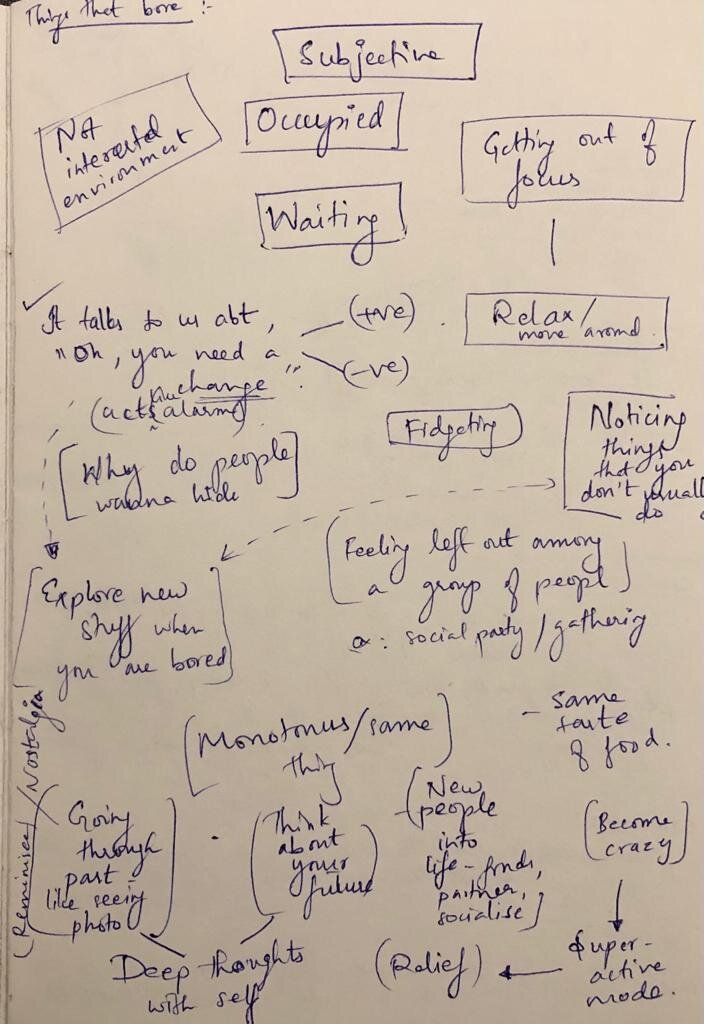 Things that bore :-
Subjective
Not
interested
environment
Occupied
Getting out of
focus
Waiting
It talks to us abt,
"Oh, you need a
change".
(acts alarm)
(+ve)
(-ve)
Relax/
move around.
Fidgeting
Noticing
things
that you
don't usually
do
[Why do people
wanna hide]
(Feeling left out among
a group of peopl)
ex: social party/gathering
[Explore new
stuff when
you are bored]
(Monotonus/same
thing
- same
taste
of food.
(Reminisce)/Nostalgia
(Going
through
past -
like seeing
photo)
(Think
about
your
future)
(New
people
into
life - frnds,
partner,
socialise]
(Become
crazy)
Deep thoughts
with self
(Relief)
super-
active
mode.